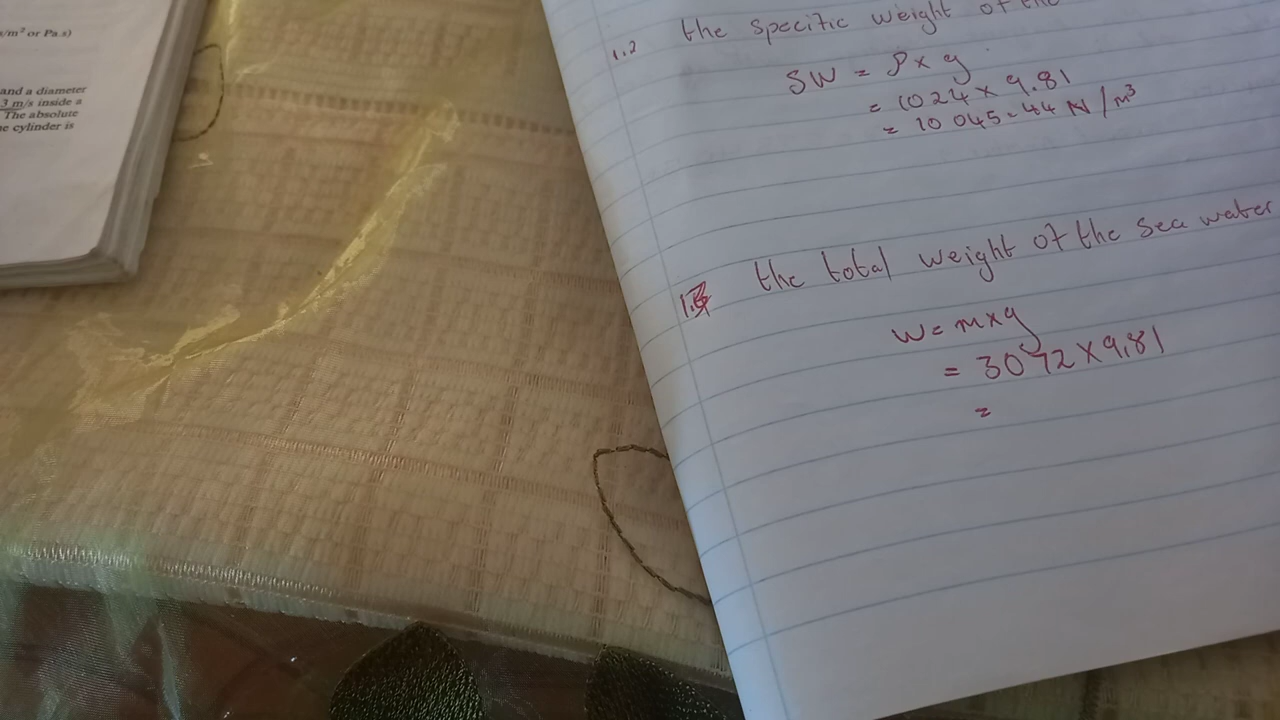 /m² or Pa.s)
and a diameter
3 m/s inside a
The absolute
e cylinder is
1.2 the specific weight of the
SW = ρ x g
= 1024 x 9.81
= 10 045.44 N/m³
the total weight of the sea water
W = m x g
= 3072 x 9.81
=